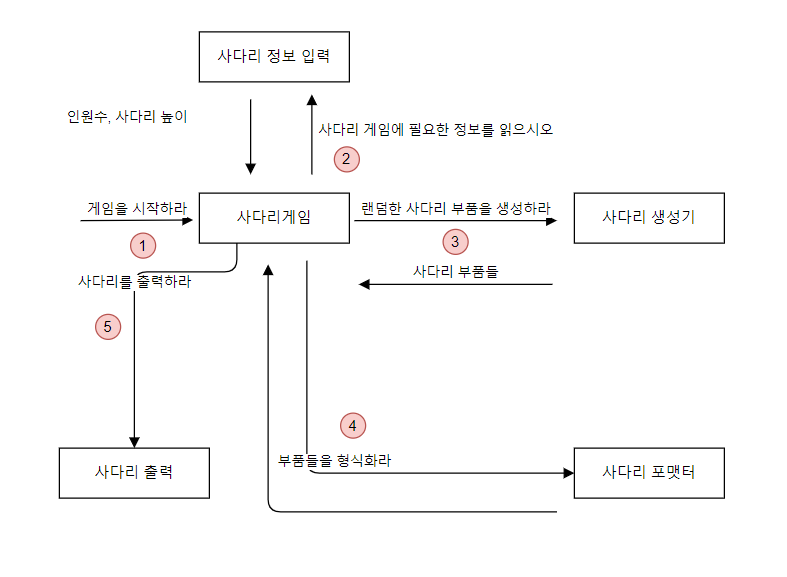 사다리 정보 입력
인원수, 사다리 높이
사다리 게임에 필요한 정보를 읽으시오
2
게임을 시작하라
사다리게임
랜덤한 사다리 부품을 생성하라
사다리 생성기
1
3
사다리를 출력하라
사다리 부품들
5
4
부품들을 형식화라
사다리 출력
사다리 포맷터